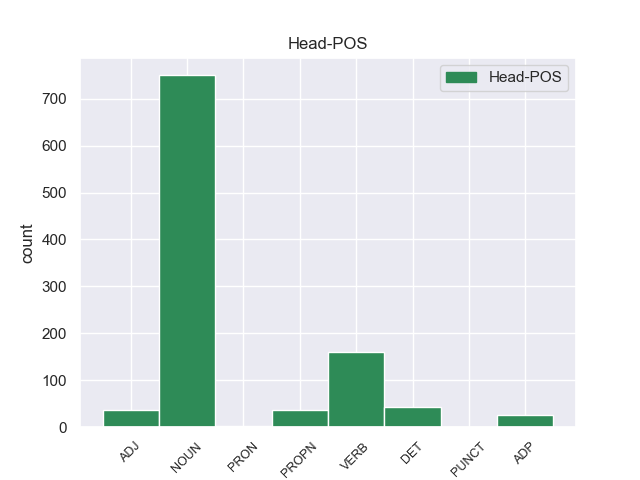 Head-POS
Head-POS
count
700
600
500
400
300
200
100
0
ADJ
NOUN
PRON
PROPN
VERB
DET
PUNCT
ADP